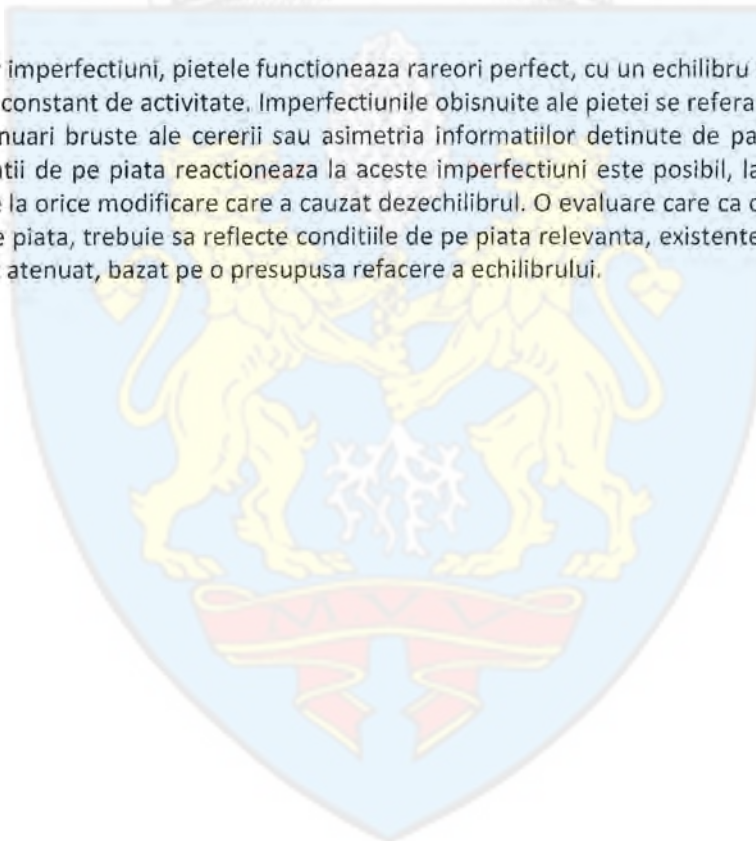 imperfectiuni, pietele functioneaza rareori perfect, cu un echilibru
constant de activitate. Imperfectiunile obisnuite ale pietei se refera
nuari bruste ale cererii sau asimetria informatiilor detinute de pa
tii de pe piata reactioneaza la aceste imperfectiuni este posibil, la
la orice modificare care a cauzat dezechilibrul. O evaluare care ca
piata, trebuie sa reflecte conditiile de pe piata relevanta, existente
atenuat, bazat pe o presupusa refacere a echilibrului.
MVV